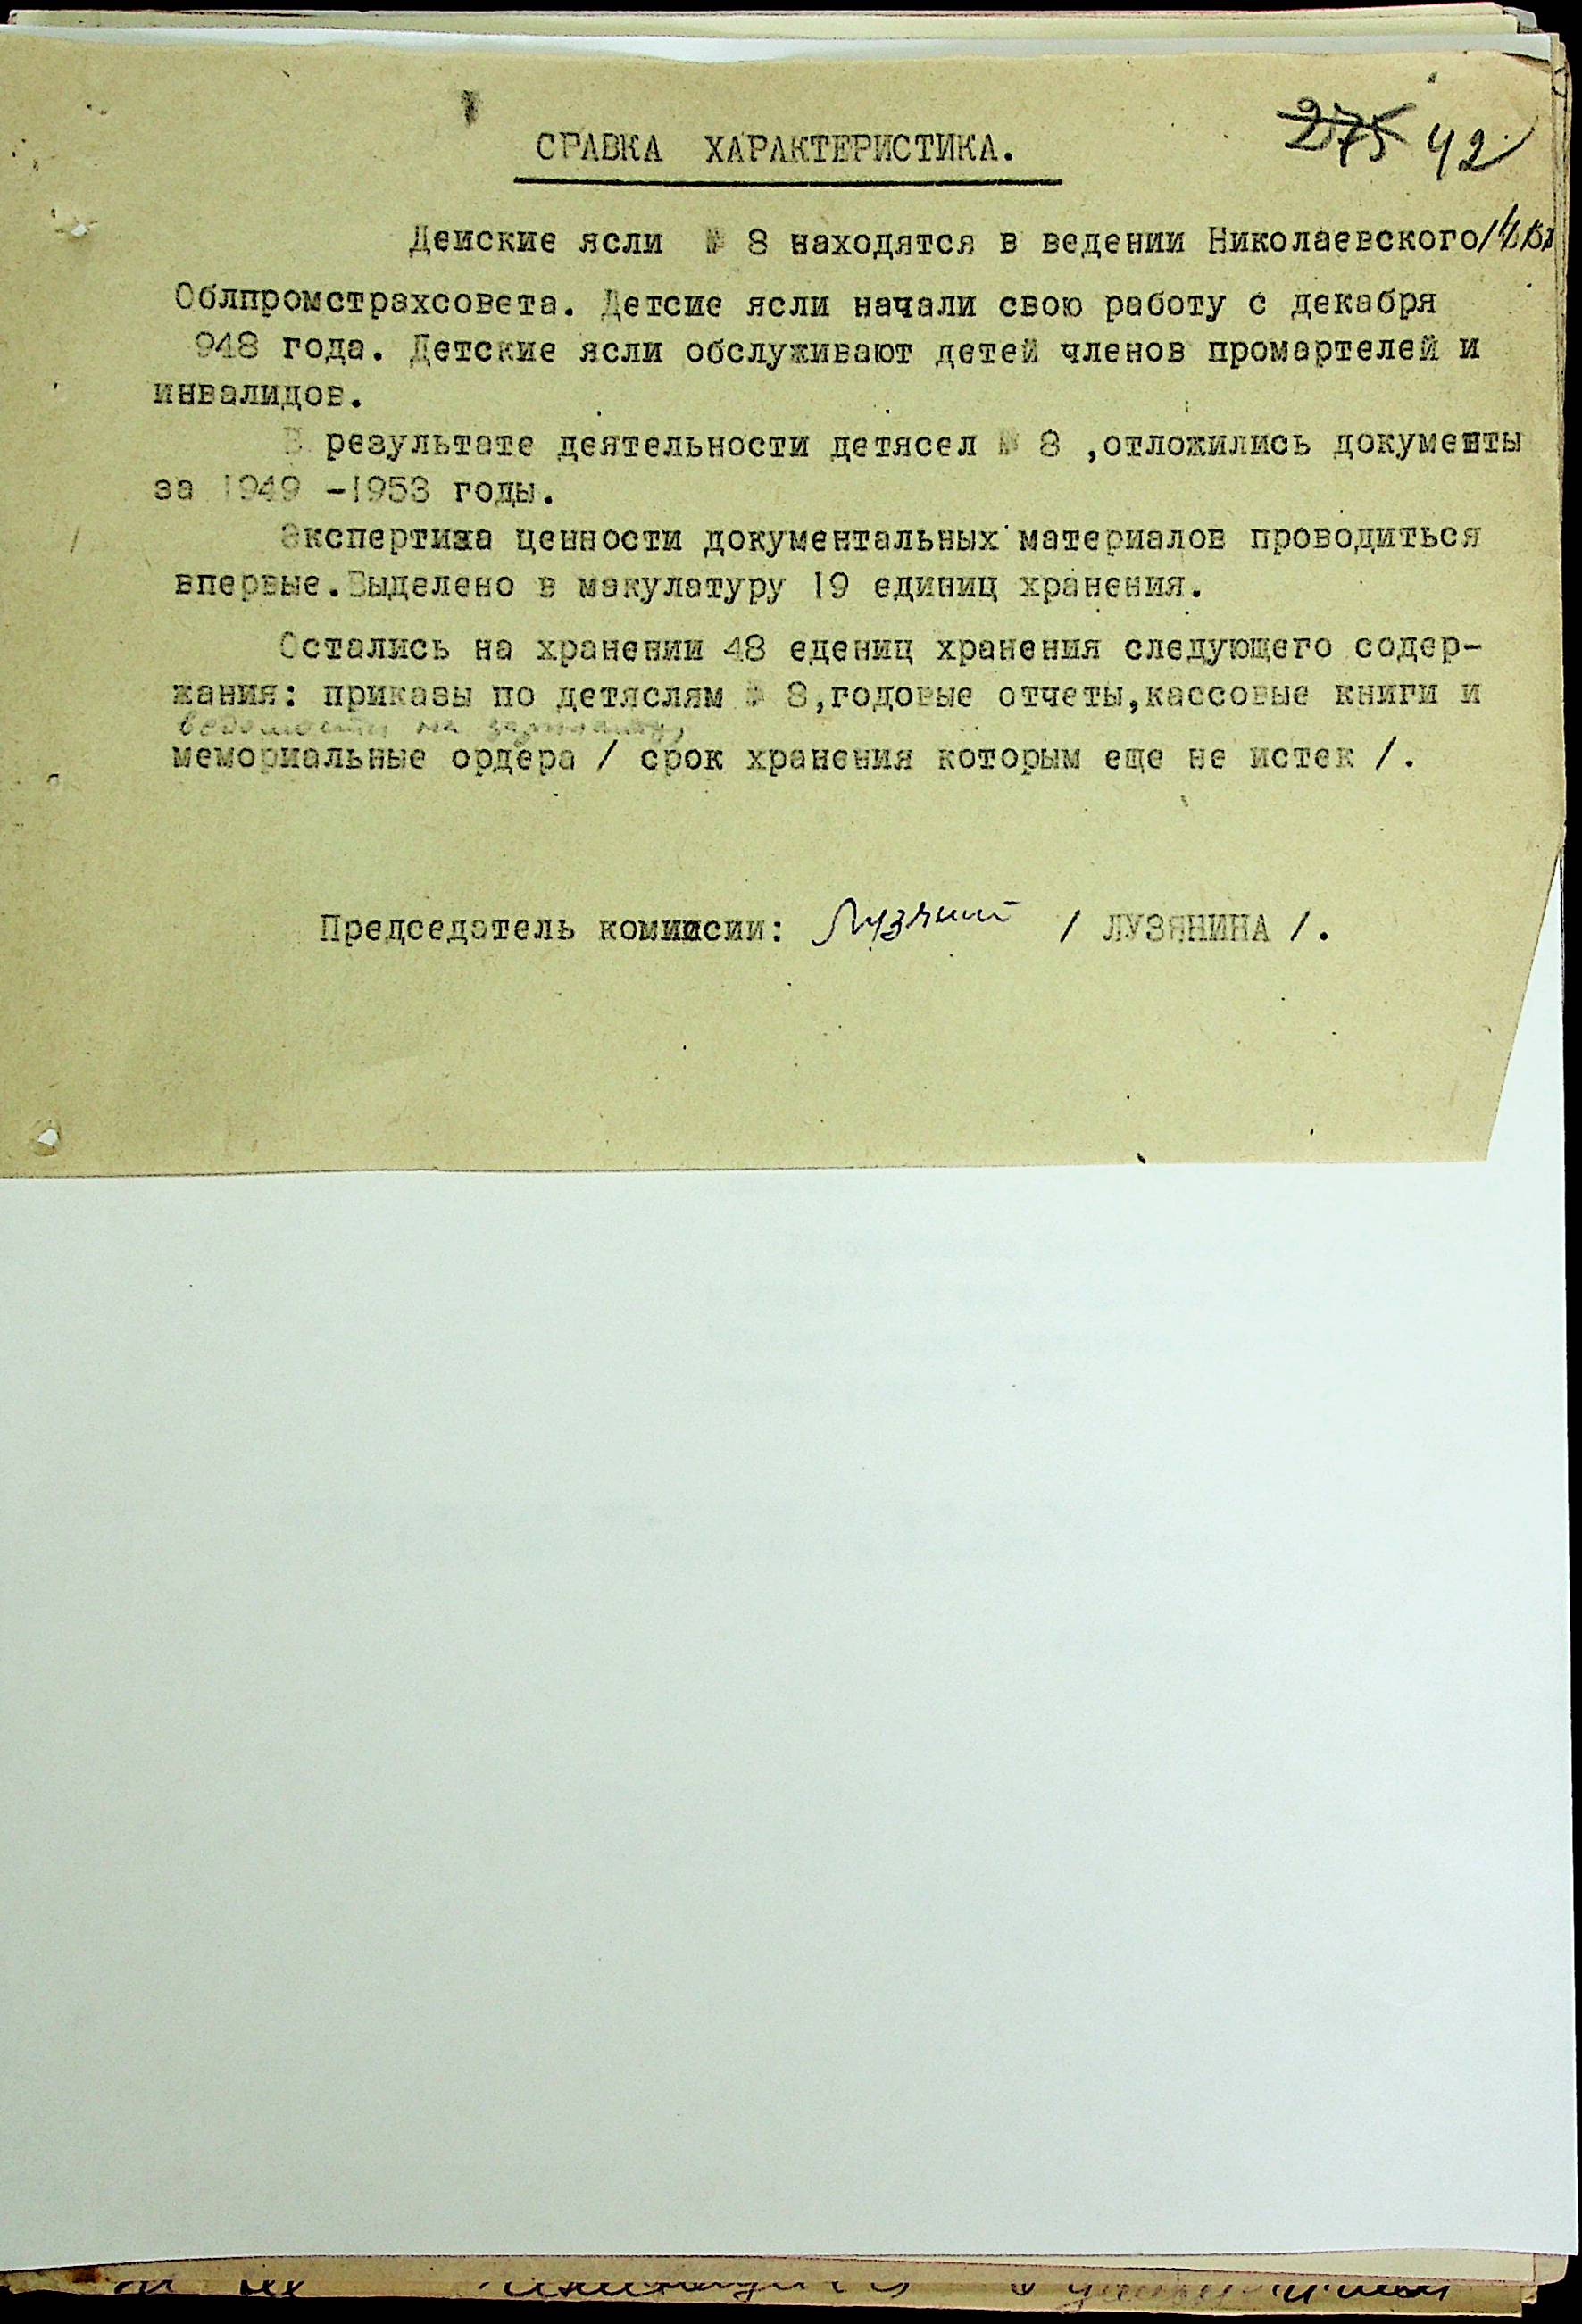 275 42
СРАВКА ХАРАКТЕРИСТИКА.
Деиские ясли № 8 находятся в ведении Николаевского
Облпромстрахсовета. Детсие ясли начали свою работу с декабря
948 года. Детские ясли обслуживают детей членов промартелей и
инвалидов.
В результате деятельности детясел № 8 ,отложились документы
за 1949 -1953 годы.
Экспертиза ценности документальных материалов проводиться
впервые.Выделено в макулатуру 19 единиц хранения.
Остались на хранении 48 едениц хранения следующего содер-
жания: приказы по детяслям № 8,годовые отчеты,кассовые книги и
ведомости на зарплату,
мемориальные ордера / срок хранения которым еще не истек /.
Председатель комиисии: Лузянин / ЛУЗЯНИНА /.